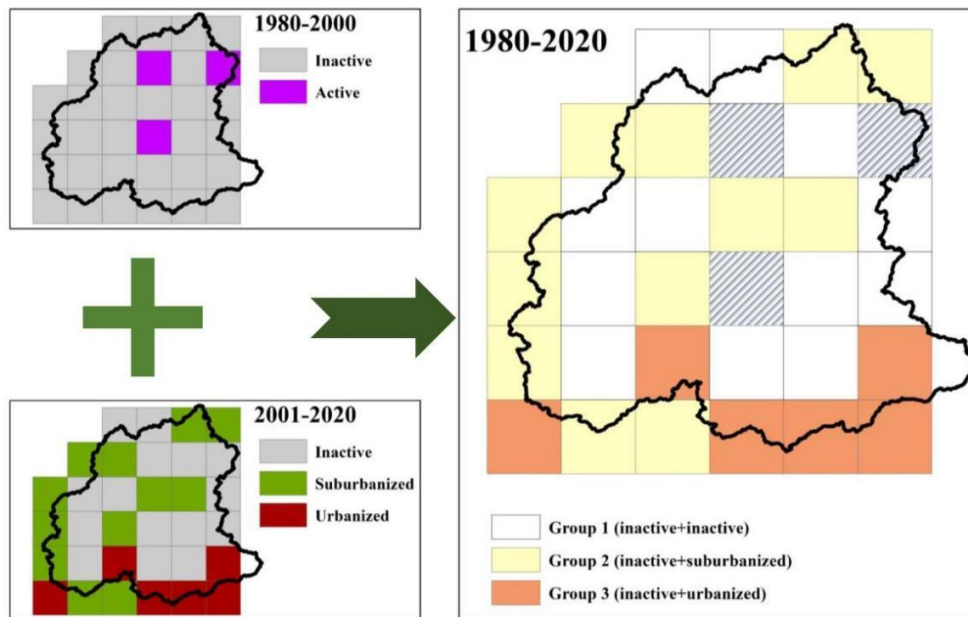 1980-2000
Inactive
Active
2001-2020
Inactive
Suburbanized
Urbanized
1980-2020
Group 1 (inactive+inactive)
Group 2 (inactive+suburbanized)
Group 3 (inactive+urbanized)